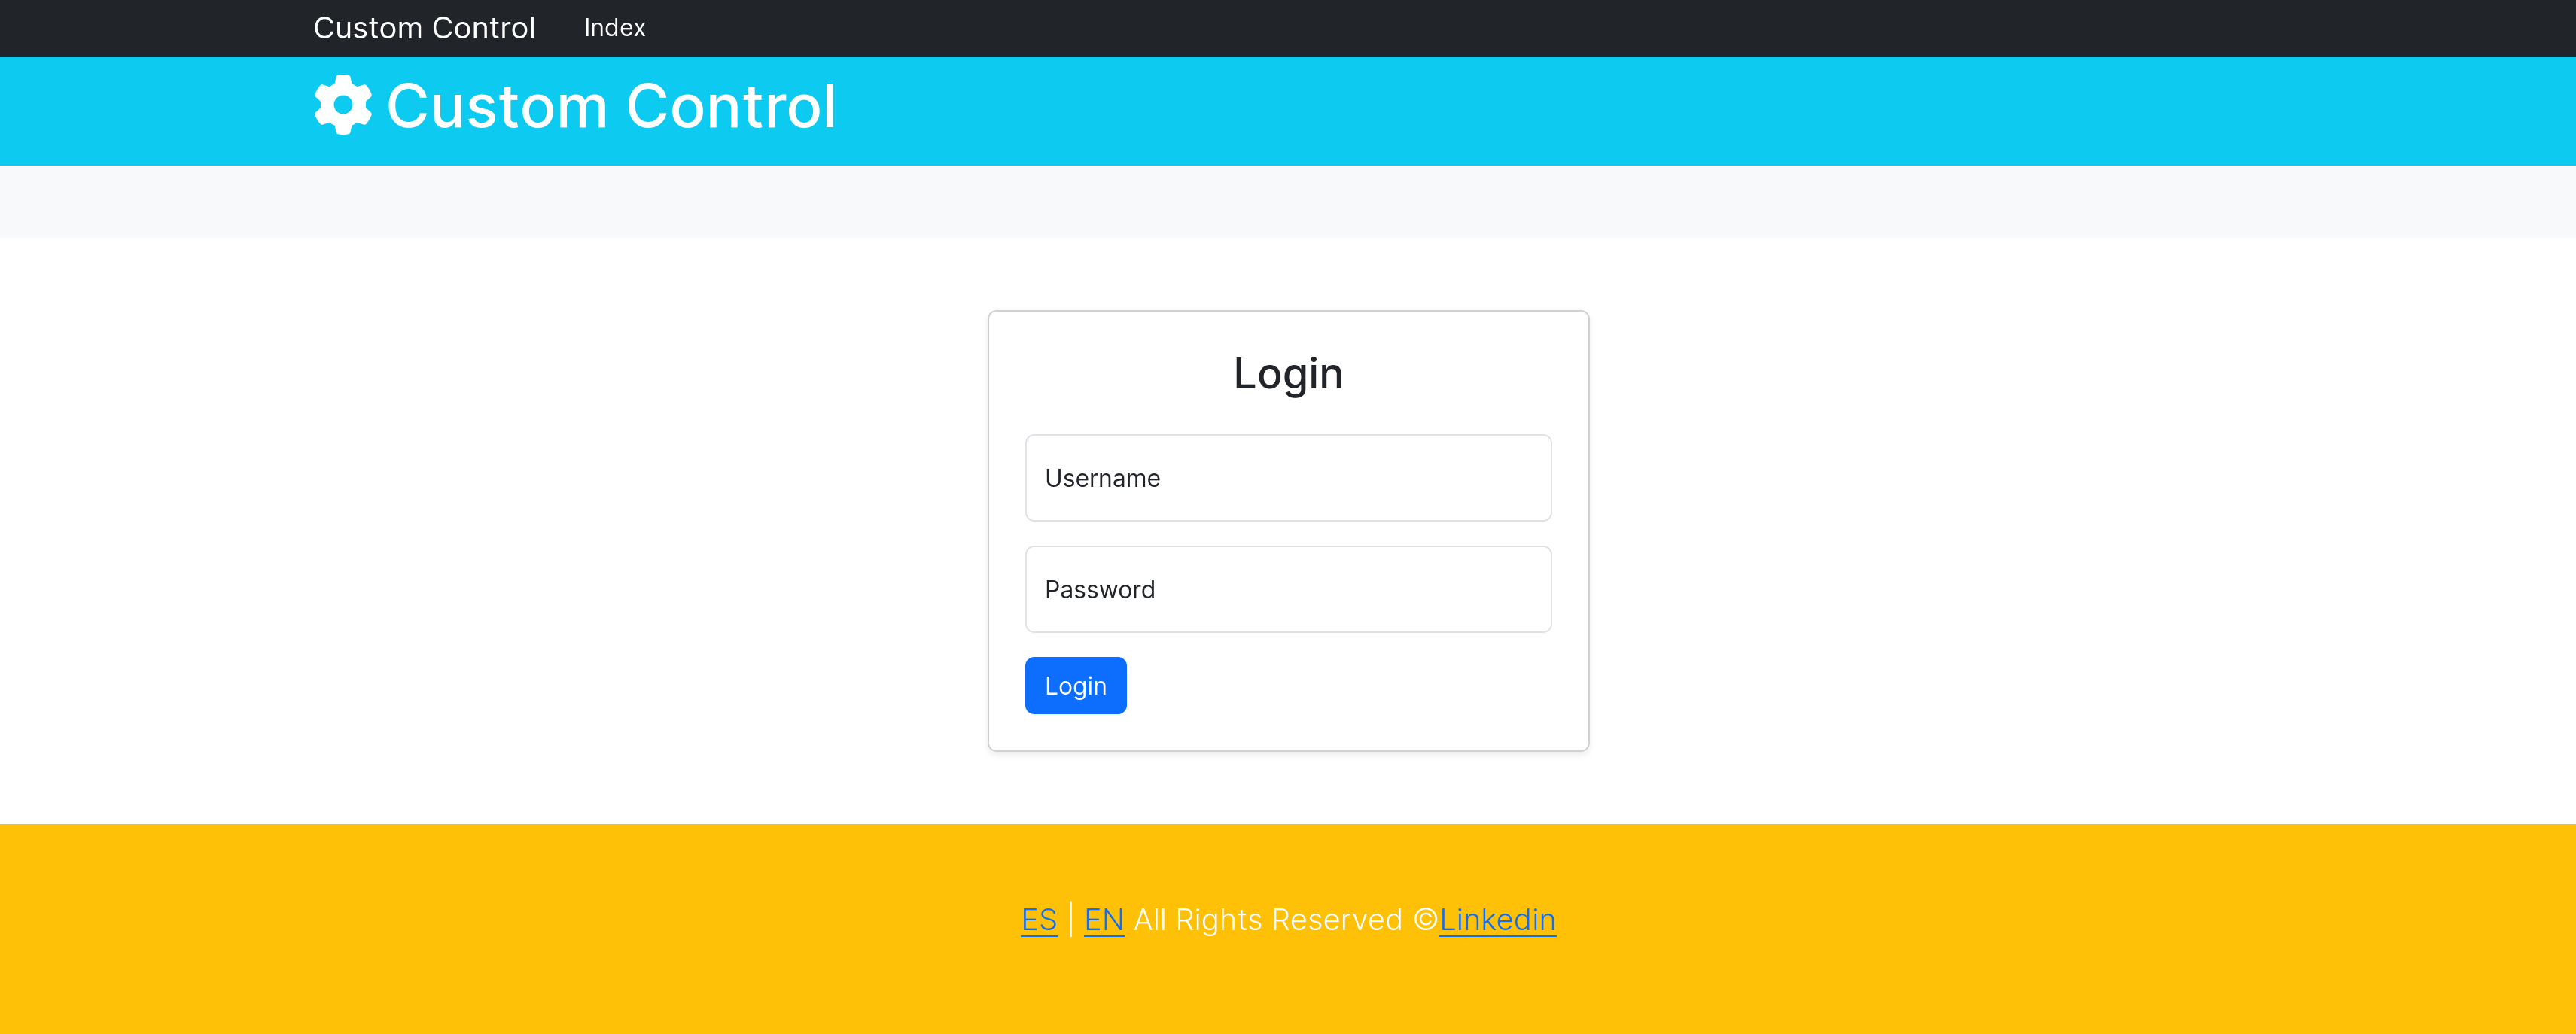 Custom Control Index
Custom Control
Login
Username
Password
Login
ES | EN All Rights Reserved ©Linkedin